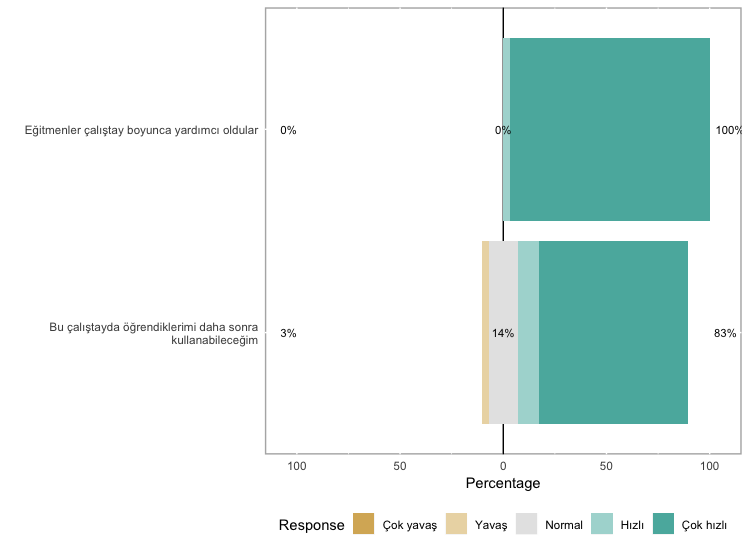 Eğitmenler çalıştay boyunca yardımcı oldular
0%
0%
100%
Bu çalıştayda öğrendiklerimi daha sonra
kullanabileceğim
3%
14%
83%
100
50
0
50
100
Percentage
Response
Çok yavaş
Yavaş
Normal
Hızlı
Çok hızlı